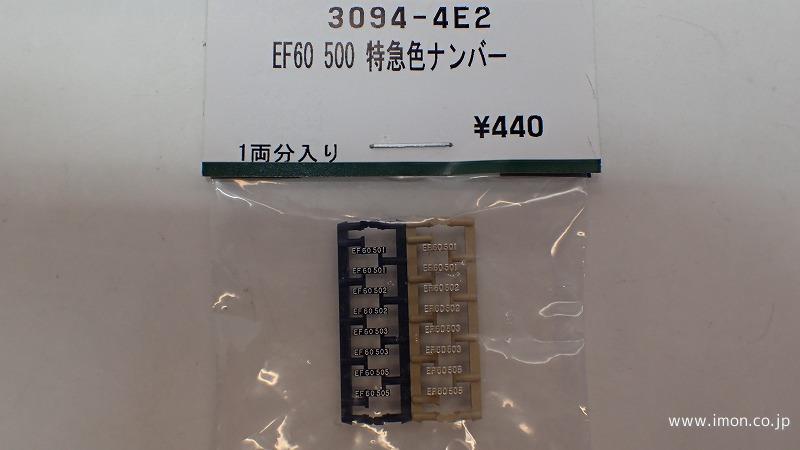 3094-4E2
EF60 500 特急色ナンバー
¥440
1両分入り
EF60 501 EF60 501
EF60 501 EF60 501
EF60 502 EF60 502
EF60 502 EF60 502
EF60 503 EF60 503
EF60 503 EF60 503
EF60 505 EF60 505
EF60 505 EF60 505
www.imon.co.jp